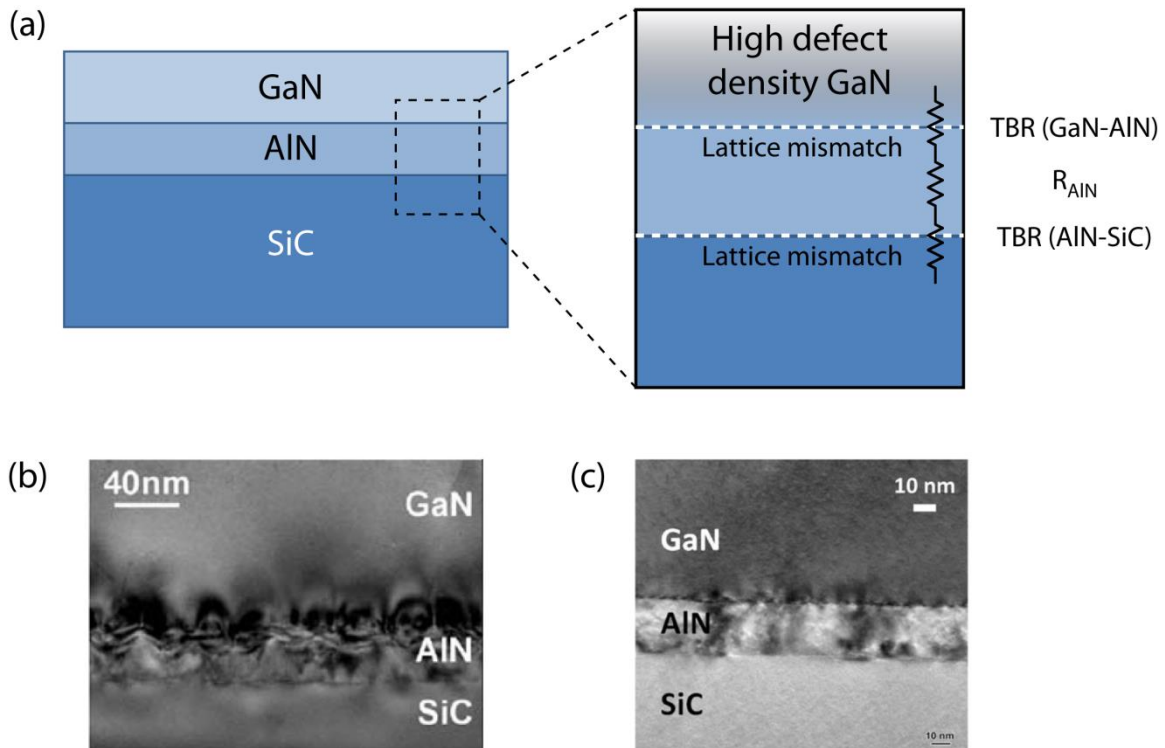 (a)
GaN
AlN
SiC
High defect
density GaN
Lattice mismatch
Lattice mismatch
TBR (GaN-AlN)
R_AlN
TBR (AlN-SiC)
(b)
40nm
GaN
AlN
SiC
(c)
10 nm
GaN
AlN
SiC
10 nm